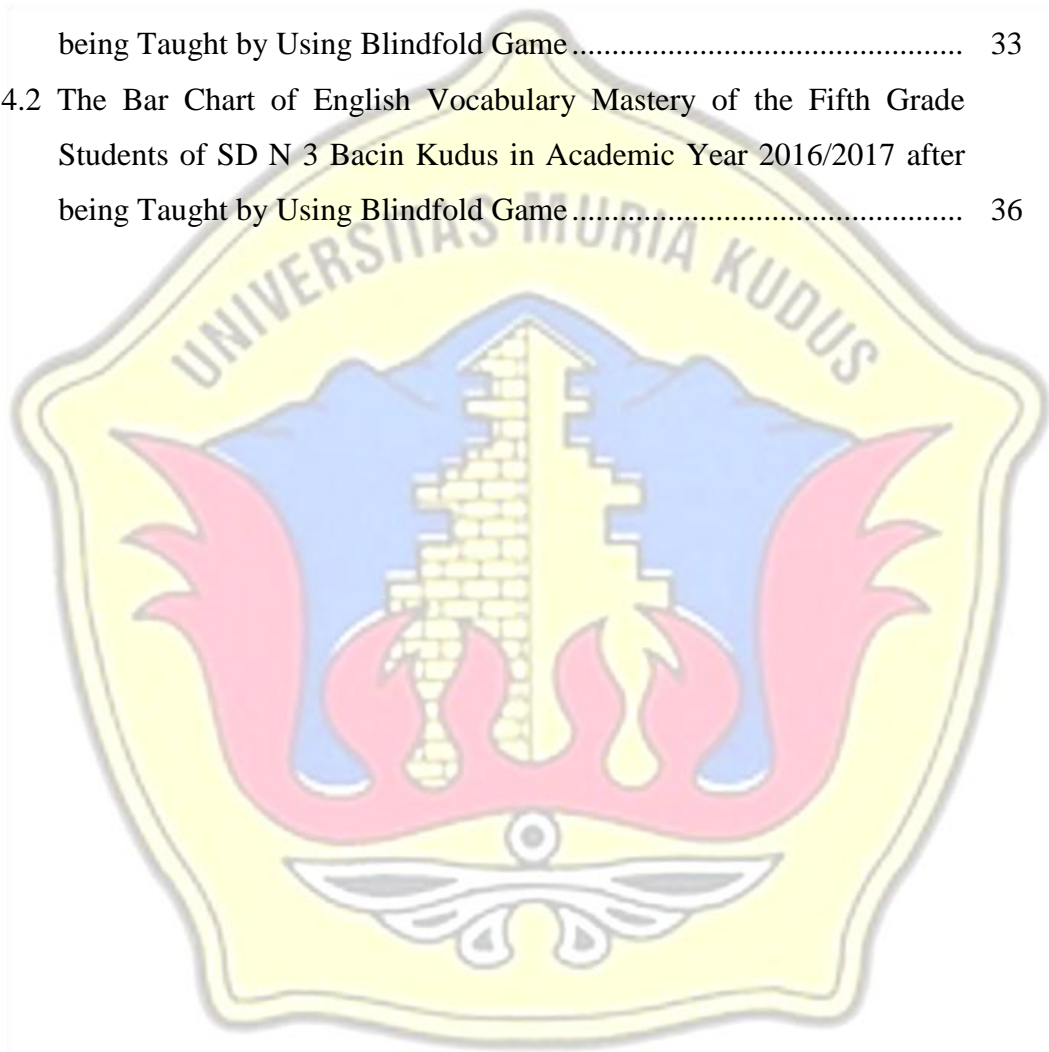 being Taught by Using Blindfold Game................................................. 33
4.2 The Bar Chart of English Vocabulary Mastery of the Fifth Grade
Students of SD N 3 Bacin Kudus in Academic Year 2016/2017 after
being Taught by Using Blindfold Game................................................. 36
UNIVERSITAS MURIA KUDUS